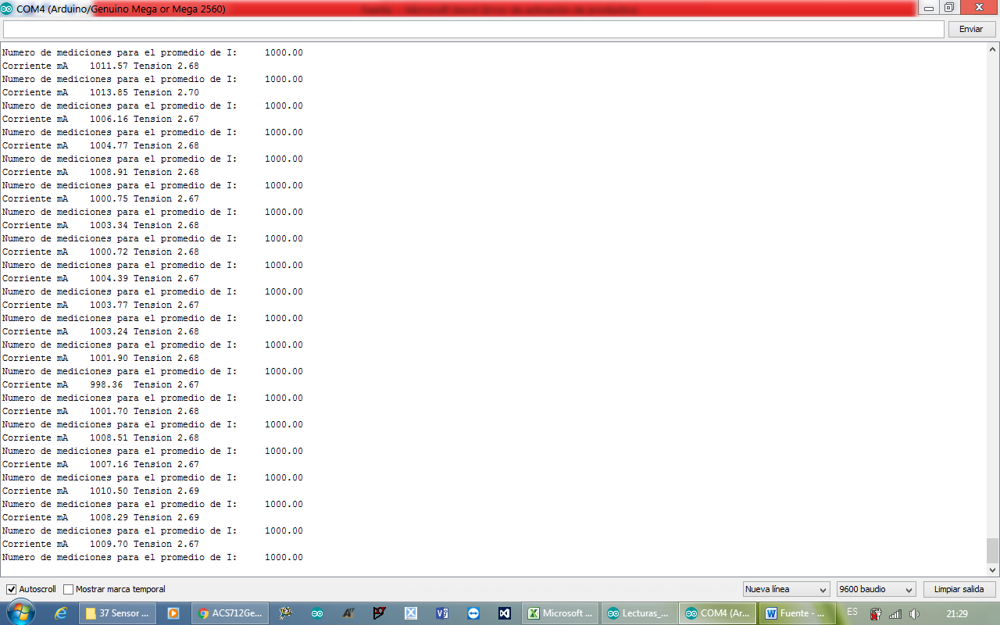 COM4 (Arduino/Genuino Mega or Mega 2560)
Enviar
Numero de mediciones para el promedio de I: 1000.00
Corriente mA 1011.57 Tension 2.68
Numero de mediciones para el promedio de I: 1000.00
Corriente mA 1013.85 Tension 2.70
Numero de mediciones para el promedio de I: 1000.00
Corriente mA 1006.16 Tension 2.67
Numero de mediciones para el promedio de I: 1000.00
Corriente mA 1004.77 Tension 2.68
Numero de mediciones para el promedio de I: 1000.00
Corriente mA 1008.91 Tension 2.68
Numero de mediciones para el promedio de I: 1000.00
Corriente mA 1000.75 Tension 2.67
Numero de mediciones para el promedio de I: 1000.00
Corriente mA 1003.34 Tension 2.68
Numero de mediciones para el promedio de I: 1000.00
Corriente mA 1000.72 Tension 2.68
Numero de mediciones para el promedio de I: 1000.00
Corriente mA 1004.39 Tension 2.67
Numero de mediciones para el promedio de I: 1000.00
Corriente mA 1003.77 Tension 2.67
Numero de mediciones para el promedio de I: 1000.00
Corriente mA 1003.24 Tension 2.68
Numero de mediciones para el promedio de I: 1000.00
Corriente mA 1001.90 Tension 2.68
Numero de mediciones para el promedio de I: 1000.00
Corriente mA 998.36 Tension 2.67
Numero de mediciones para el promedio de I: 1000.00
Corriente mA 1001.70 Tension 2.68
Numero de mediciones para el promedio de I: 1000.00
Corriente mA 1008.51 Tension 2.68
Numero de mediciones para el promedio de I: 1000.00
Corriente mA 1007.16 Tension 2.67
Numero de mediciones para el promedio de I: 1000.00
Corriente mA 1010.50 Tension 2.69
Numero de mediciones para el promedio de I: 1000.00
Corriente mA 1008.29 Tension 2.69
Numero de mediciones para el promedio de I: 1000.00
Corriente mA 1009.70 Tension 2.67
Numero de mediciones para el promedio de I: 1000.00
Autoscroll Mostrar marca temporal Nueva línea 9600 baudio Limpiar salida
37 Sensor ... ACS712Ge... Microsoft ... Lecturas_... COM4 (Ar... Fuente - ... ES 21:29